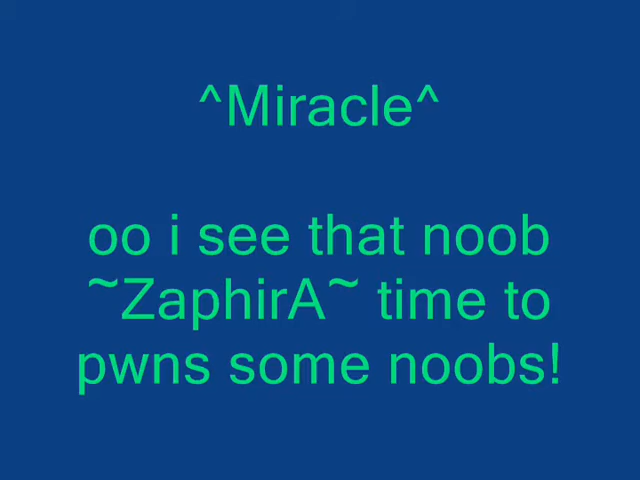 ^Miracle^
oo i see that noob
~ZaphirA~ time to
pwns some noobs!